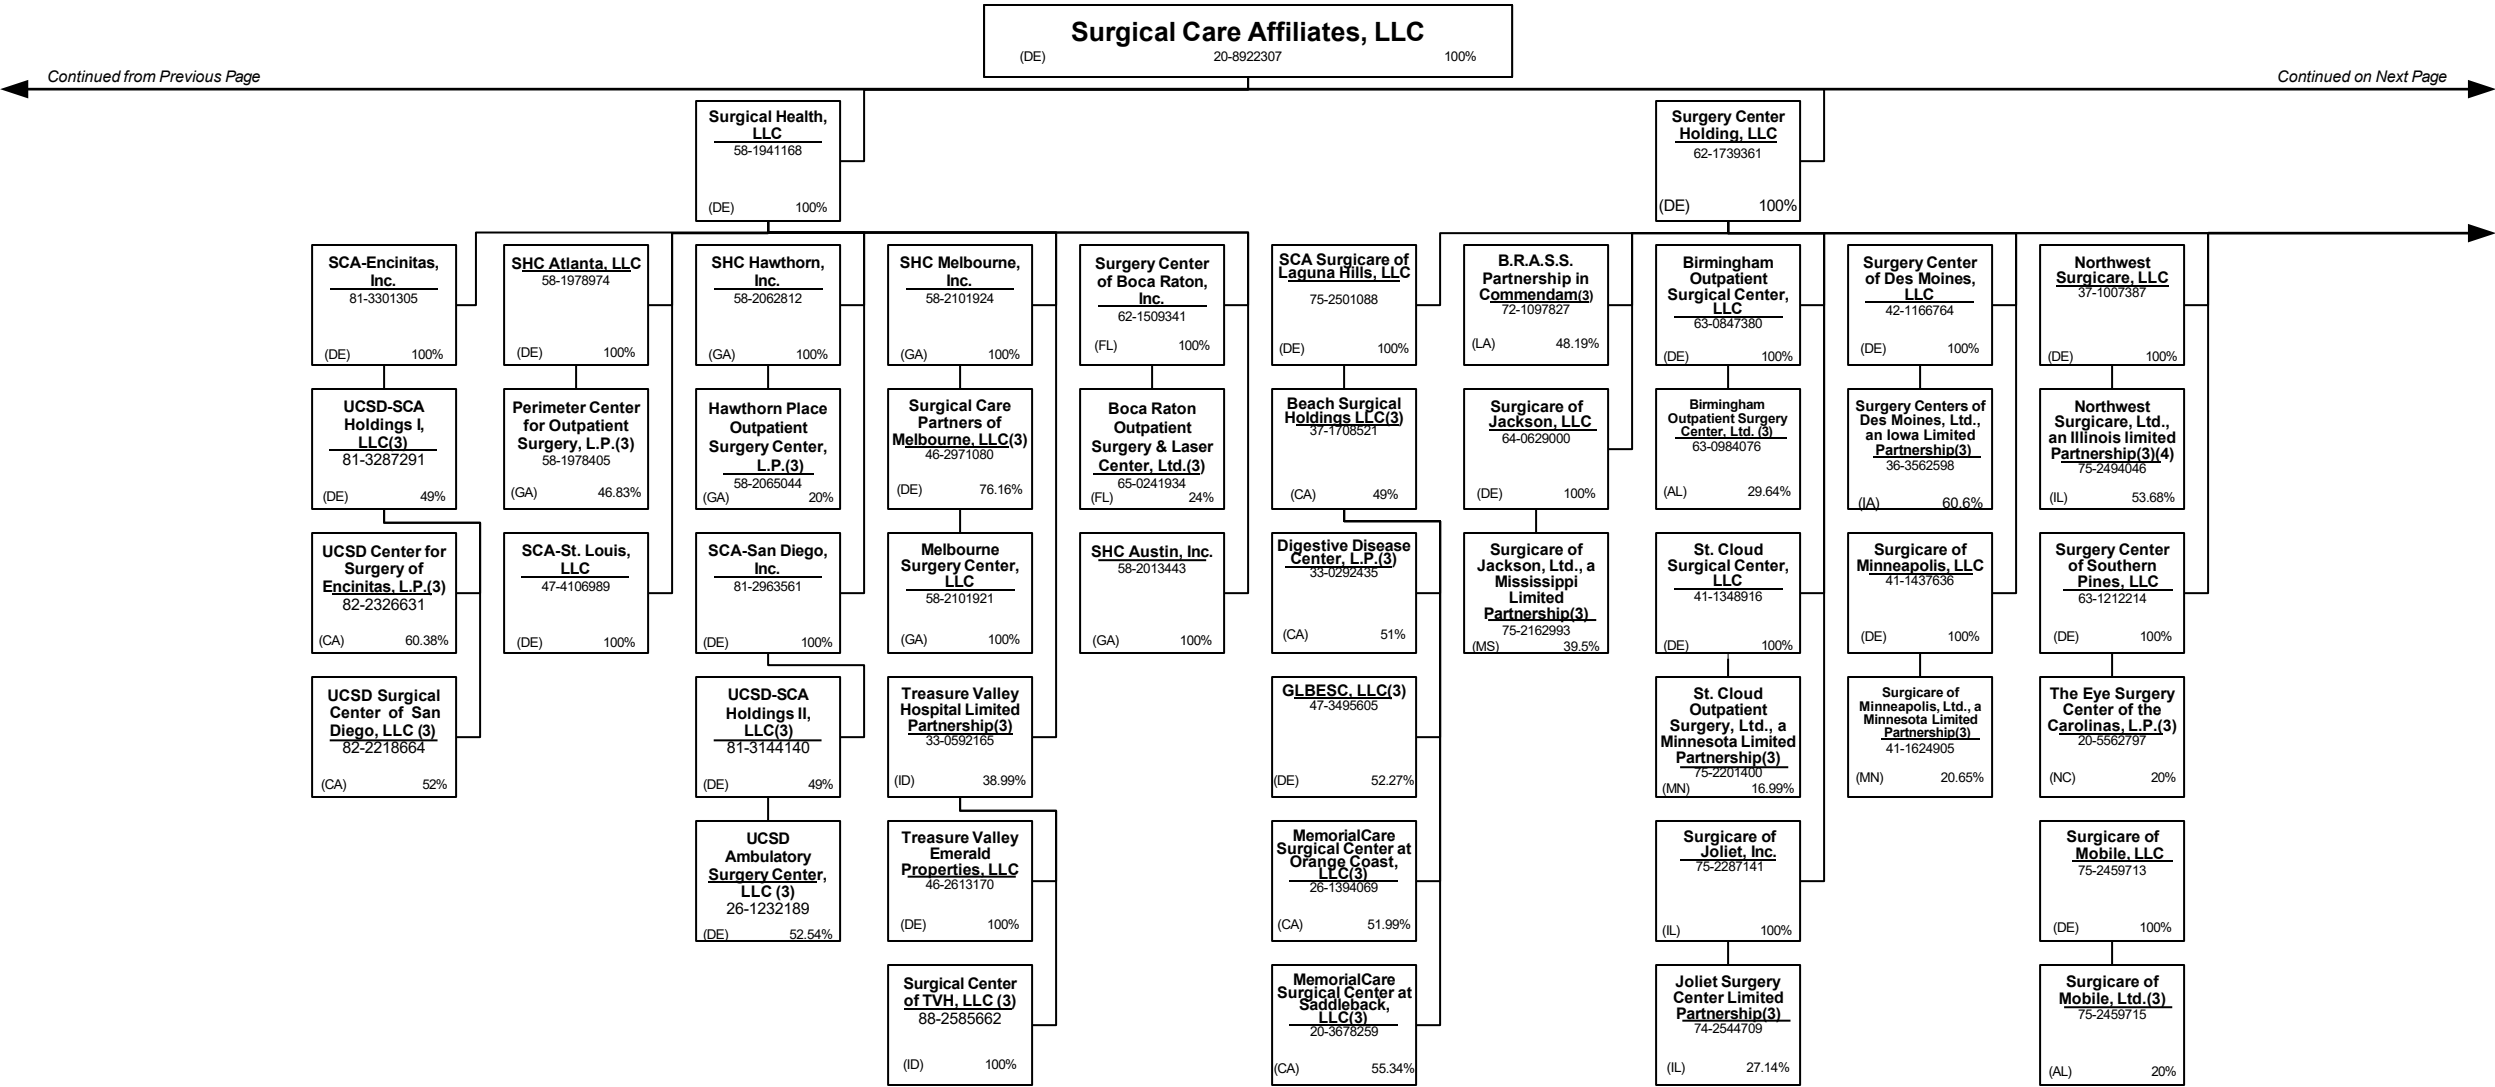 Surgical Care Affiliates, LLC
(DE) 20-8922307 100%
Continued from Previous Page
Continued on Next Page
Surgical Health,
LLC
58-1941168
(DE) 100%
Surgery Center
Holding, LLC
62-1739361
(DE) 100%
SCA-Encinitas,
Inc.
81-3301305
(DE) 100%
SHC Atlanta, LLC
58-1978974
(DE) 100%
SHC Hawthorn,
Inc.
58-2062812
(GA) 100%
SHC Melbourne,
Inc.
58-2101924
(GA) 100%
Surgery Center
of Boca Raton,
Inc.
62-1509341
(FL) 100%
SCA Surgicare of
Laguna Hills, LLC
75-2501088
(DE) 100%
B.R.A.S.S.
Partnership in
Commendam(3)
72-1097827
(LA) 48.19%
Birmingham
Outpatient
Surgical Center,
LLC
63-0847380
(DE) 100%
Surgery Center
of Des Moines,
LLC
42-1166764
(DE) 100%
Northwest
Surgicare, LLC
37-1007387
(DE) 100%
UCSD-SCA
Holdings I,
LLC(3)
81-3287291
(DE) 49%
Perimeter Center
for Outpatient
Surgery, L.P.(3)
58-1978405
(GA) 46.83%
Hawthorn Place
Outpatient
Surgery Center,
L.P.(3)
58-2065044
(GA) 20%
Surgical Care
Partners of
Melbourne, LLC(3)
46-2971080
(DE) 76.16%
Boca Raton
Outpatient
Surgery & Laser
Center, Ltd.(3)
65-0241934
(FL) 24%
Beach Surgical
Holdings LLC(3)
37-1708521
(CA) 49%
Surgicare of
Jackson, LLC
64-0629000
(DE) 100%
Birmingham
Outpatient Surgery
Center, Ltd. (3)
63-0984076
(AL) 29.64%
Surgery Centers of
Des Moines, Ltd.,
an Iowa Limited
Partnership(3)
36-3562598
(IA) 60.6%
Northwest
Surgicare, Ltd.,
an Illinois limited
Partnership(3)(4)
75-2494046
(IL) 53.68%
UCSD Center for
Surgery of
Encinitas, L.P.(3)
82-2326631
(CA) 60.38%
SCA-St. Louis,
LLC
47-4106989
(DE) 100%
SCA-San Diego,
Inc.
81-2963561
(DE) 100%
Melbourne
Surgery Center,
LLC
58-2101921
(GA) 100%
SHC Austin, Inc.
58-2013443
(GA) 100%
Digestive Disease
Center, L.P.(3)
33-0292435
(CA) 51%
Surgicare of
Jackson, Ltd., a
Mississippi
Limited
Partnership(3)
75-2162993
(MS) 39.5%
St. Cloud
Surgical Center,
LLC
41-1348916
(DE) 100%
Surgicare of
Minneapolis, LLC
41-1437636
(DE) 100%
Surgery Center
of Southern
Pines, LLC
63-1212214
(DE) 100%
UCSD Surgical
Center of San
Diego, LLC (3)
82-2218664
(CA) 52%
UCSD-SCA
Holdings II,
LLC(3)
81-3144140
(DE) 49%
Treasure Valley
Hospital Limited
Partnership(3)
33-0592165
(ID) 38.99%
GLBESC, LLC(3)
47-3495605
(DE) 52.27%
St. Cloud
Outpatient
Surgery, Ltd., a
Minnesota Limited
Partnership(3)
75-2201400
(MN) 16.99%
Surgicare of
Minneapolis, Ltd., a
Minnesota Limited
Partnership(3)
41-1624905
(MN) 20.65%
The Eye Surgery
Center of the
Carolinas, L.P.(3)
20-5562797
(NC) 20%
UCSD
Ambulatory
Surgery Center,
LLC (3)
26-1232189
(DE) 52.54%
Treasure Valley
Emerald
Properties, LLC
46-2613170
(DE) 100%
MemorialCare
Surgical Center at
Orange Coast,
LLC(3)
26-1394069
(CA) 51.99%
Surgicare of
Joliet, Inc.
75-2287141
(IL) 100%
Surgicare of
Mobile, LLC
75-2459713
(DE) 100%
Surgical Center
of TVH, LLC (3)
88-2585662
(ID) 100%
MemorialCare
Surgical Center at
Saddleback,
LLC(3)
20-3678259
(CA) 55.34%
Joliet Surgery
Center Limited
Partnership(3)
74-2544709
(IL) 27.14%
Surgicare of
Mobile, Ltd.(3)
75-2459715
(AL) 20%